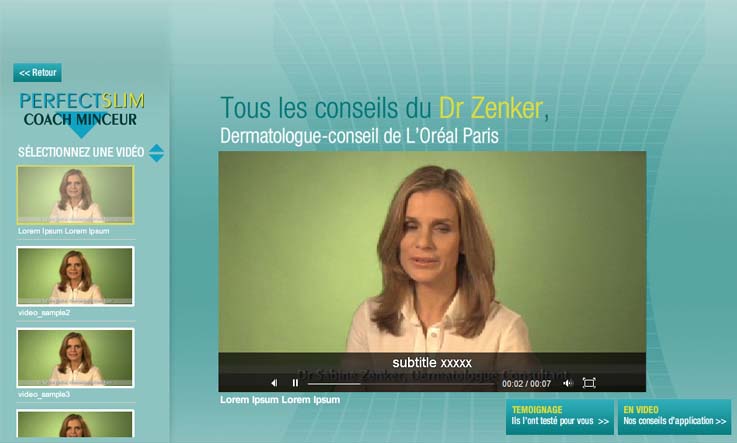 << Retour
PERFECTSLIM
COACH MINCEUR
SÉLECTIONNEZ UNE VIDÉO
Lorem Ipsum Lorem Ipsum
video_sample2
video_sample3
Tous les conseils du Dr Zenker,
Dermatologue-conseil de L'Oréal Paris
subtitle xxxxx
Dr Sabine Zenker, Dermatologue Consultant
00:02 / 00:07
Lorem Ipsum Lorem Ipsum
TEMOIGNAGE
Ils l'ont testé pour vous >>
EN VIDEO
Nos conseils d'application >>